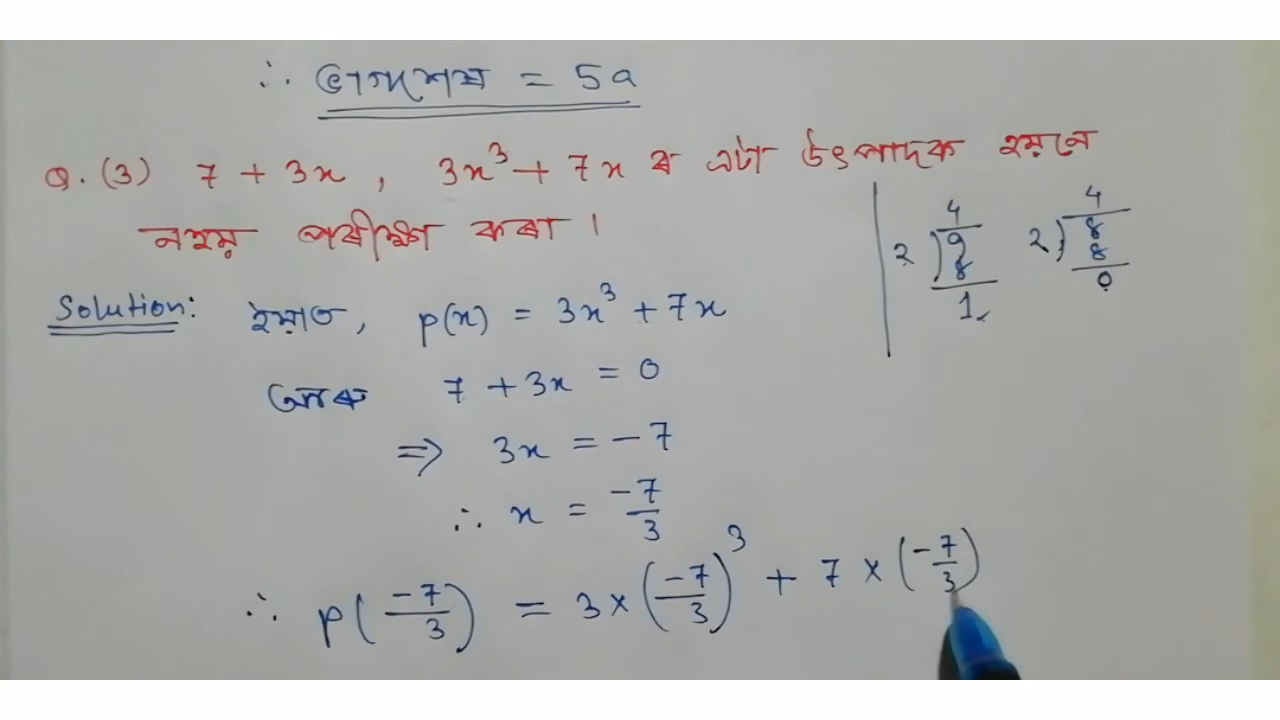 ∴ ভাগশেষ = 5a
Q. (3) 7 + 3x , 3x³ + 7x ৰ এটা উৎপাদক হয়নে
নহয় পৰীক্ষা কৰা ।
Solution: ইয়াত, p(x) = 3x³ + 7x
আৰু 7 + 3x = 0
⇒ 3x = -7
∴ x = -7/3
∴ p(-7/3) = 3 × (-7/3)³ + 7 × (-7/3)
4
2) 9
8
1
4
2) 8
8
0